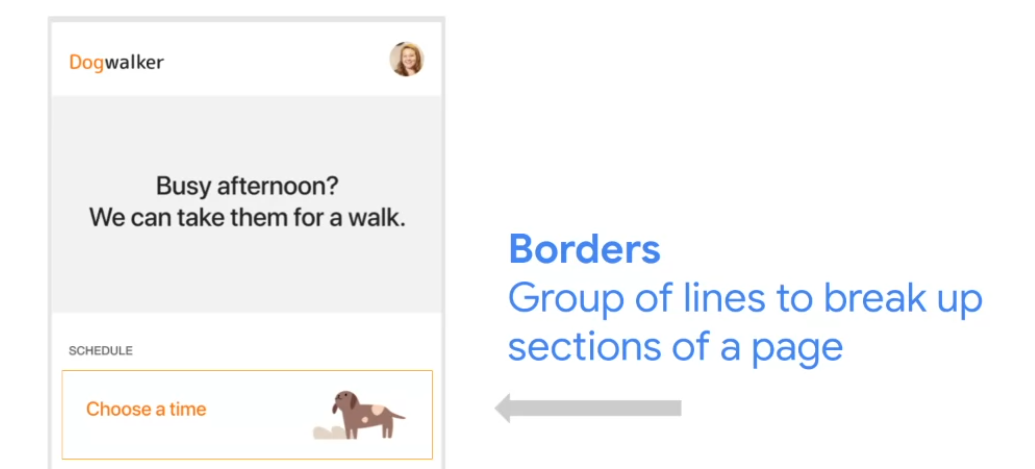 Dogwalker
Busy afternoon?
We can take them for a walk.
SCHEDULE
Choose a time
Borders
Group of lines to break up
sections of a page